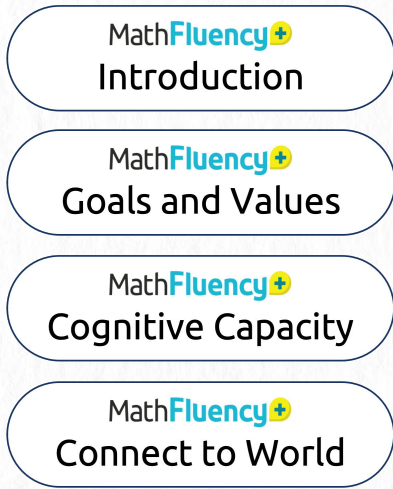 MathFluency+
Introduction
MathFluency+
Goals and Values
MathFluency+
Cognitive Capacity
MathFluency+
Connect to World